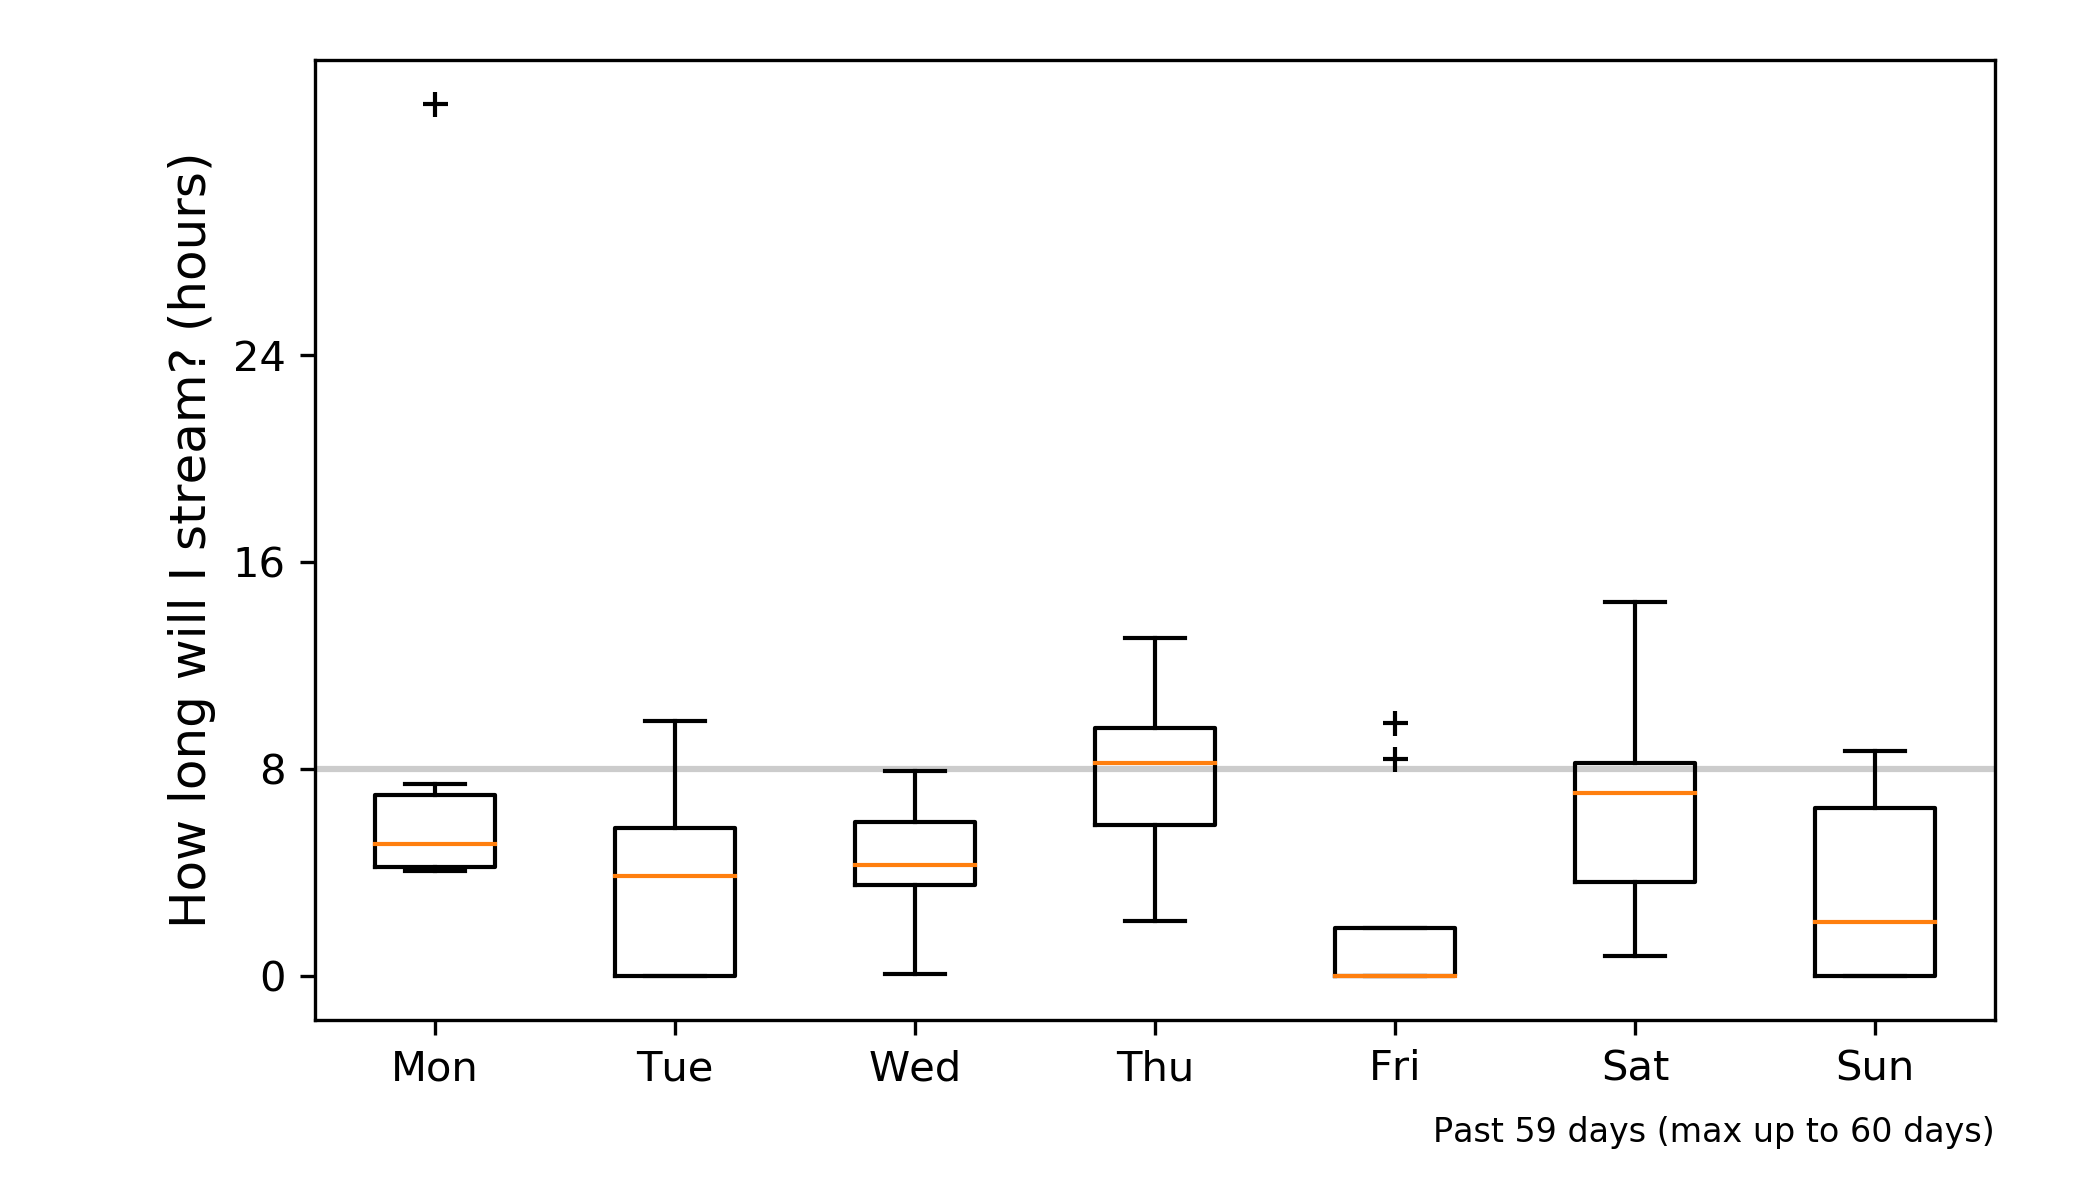 How long will I stream? (hours)
24
16
8
0
Mon Tue Wed Thu Fri Sat Sun
Past 59 days (max up to 60 days)